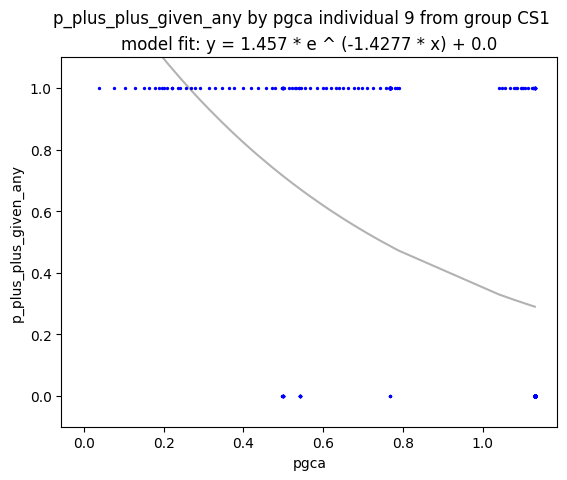 p_plus_plus_given_any by pgca individual 9 from group CS1
model fit: y = 1.457 * e ^ (-1.4277 * x) + 0.0
1.0
0.8
0.6
0.4
0.2
0.0
p_plus_plus_given_any
0.0 0.2 0.4 0.6 0.8 1.0
pgca